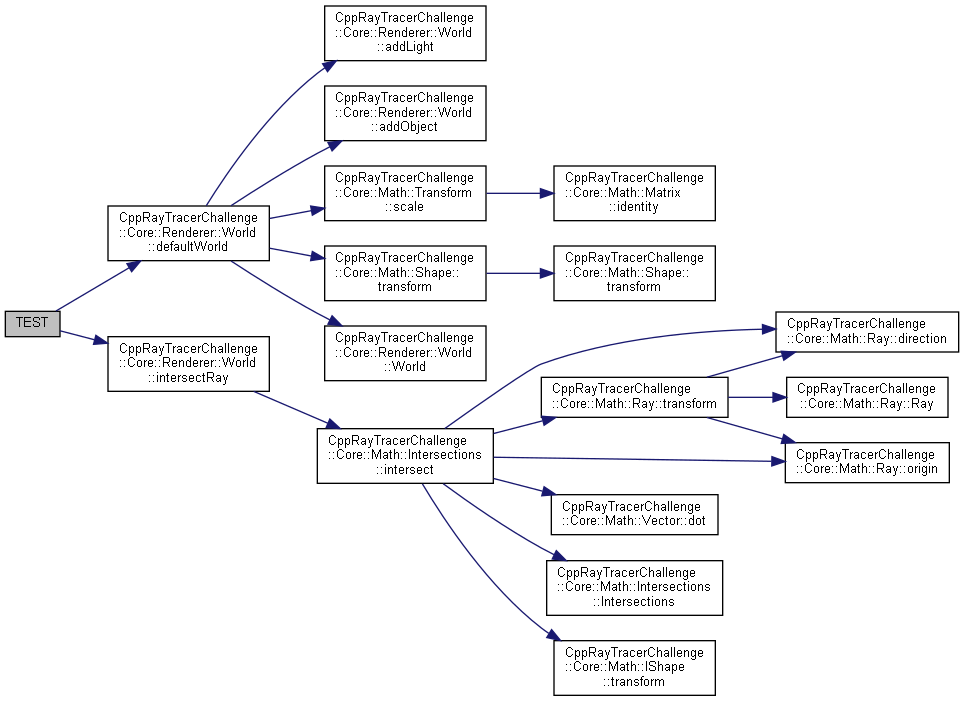 TEST
CppRayTracerChallenge
::Core::Renderer::World
::defaultWorld
CppRayTracerChallenge
::Core::Renderer::World
::intersectRay
CppRayTracerChallenge
::Core::Renderer::World
::addLight
CppRayTracerChallenge
::Core::Renderer::World
::addObject
CppRayTracerChallenge
::Core::Math::Transform
::scale
CppRayTracerChallenge
::Core::Math::Shape::
transform
CppRayTracerChallenge
::Core::Renderer::World
::World
CppRayTracerChallenge
::Core::Math::Intersections
::intersect
CppRayTracerChallenge
::Core::Math::Matrix
::identity
CppRayTracerChallenge
::Core::Math::Shape::
transform
CppRayTracerChallenge
::Core::Math::Ray::transform
CppRayTracerChallenge
::Core::Math::Vector::dot
CppRayTracerChallenge
::Core::Math::Intersections
::Intersections
CppRayTracerChallenge
::Core::Math::IShape
::transform
CppRayTracerChallenge
::Core::Math::Ray::direction
CppRayTracerChallenge
::Core::Math::Ray::Ray
CppRayTracerChallenge
::Core::Math::Ray::origin